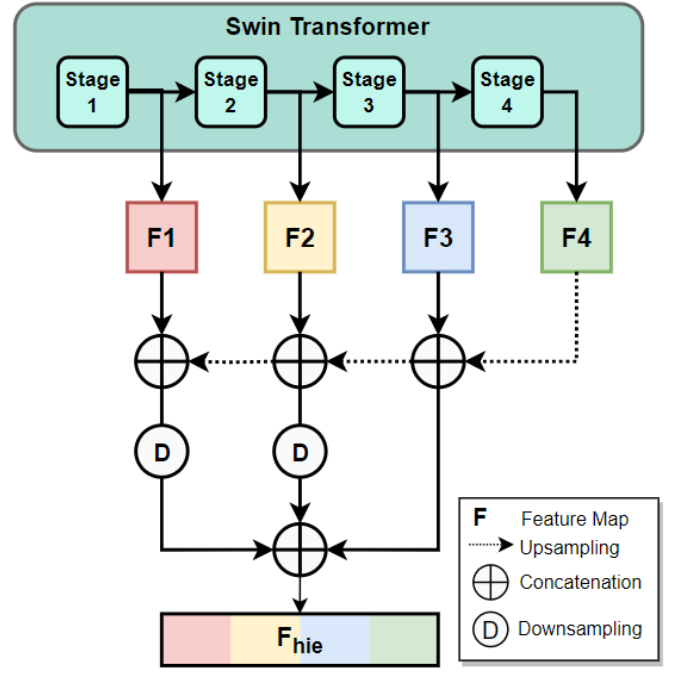 Swin Transformer
Stage 1
Stage 2
Stage 3
Stage 4
F1
F2
F3
F4
D
D
F Feature Map
Upsampling
Concatenation
D Downsampling
Fhie